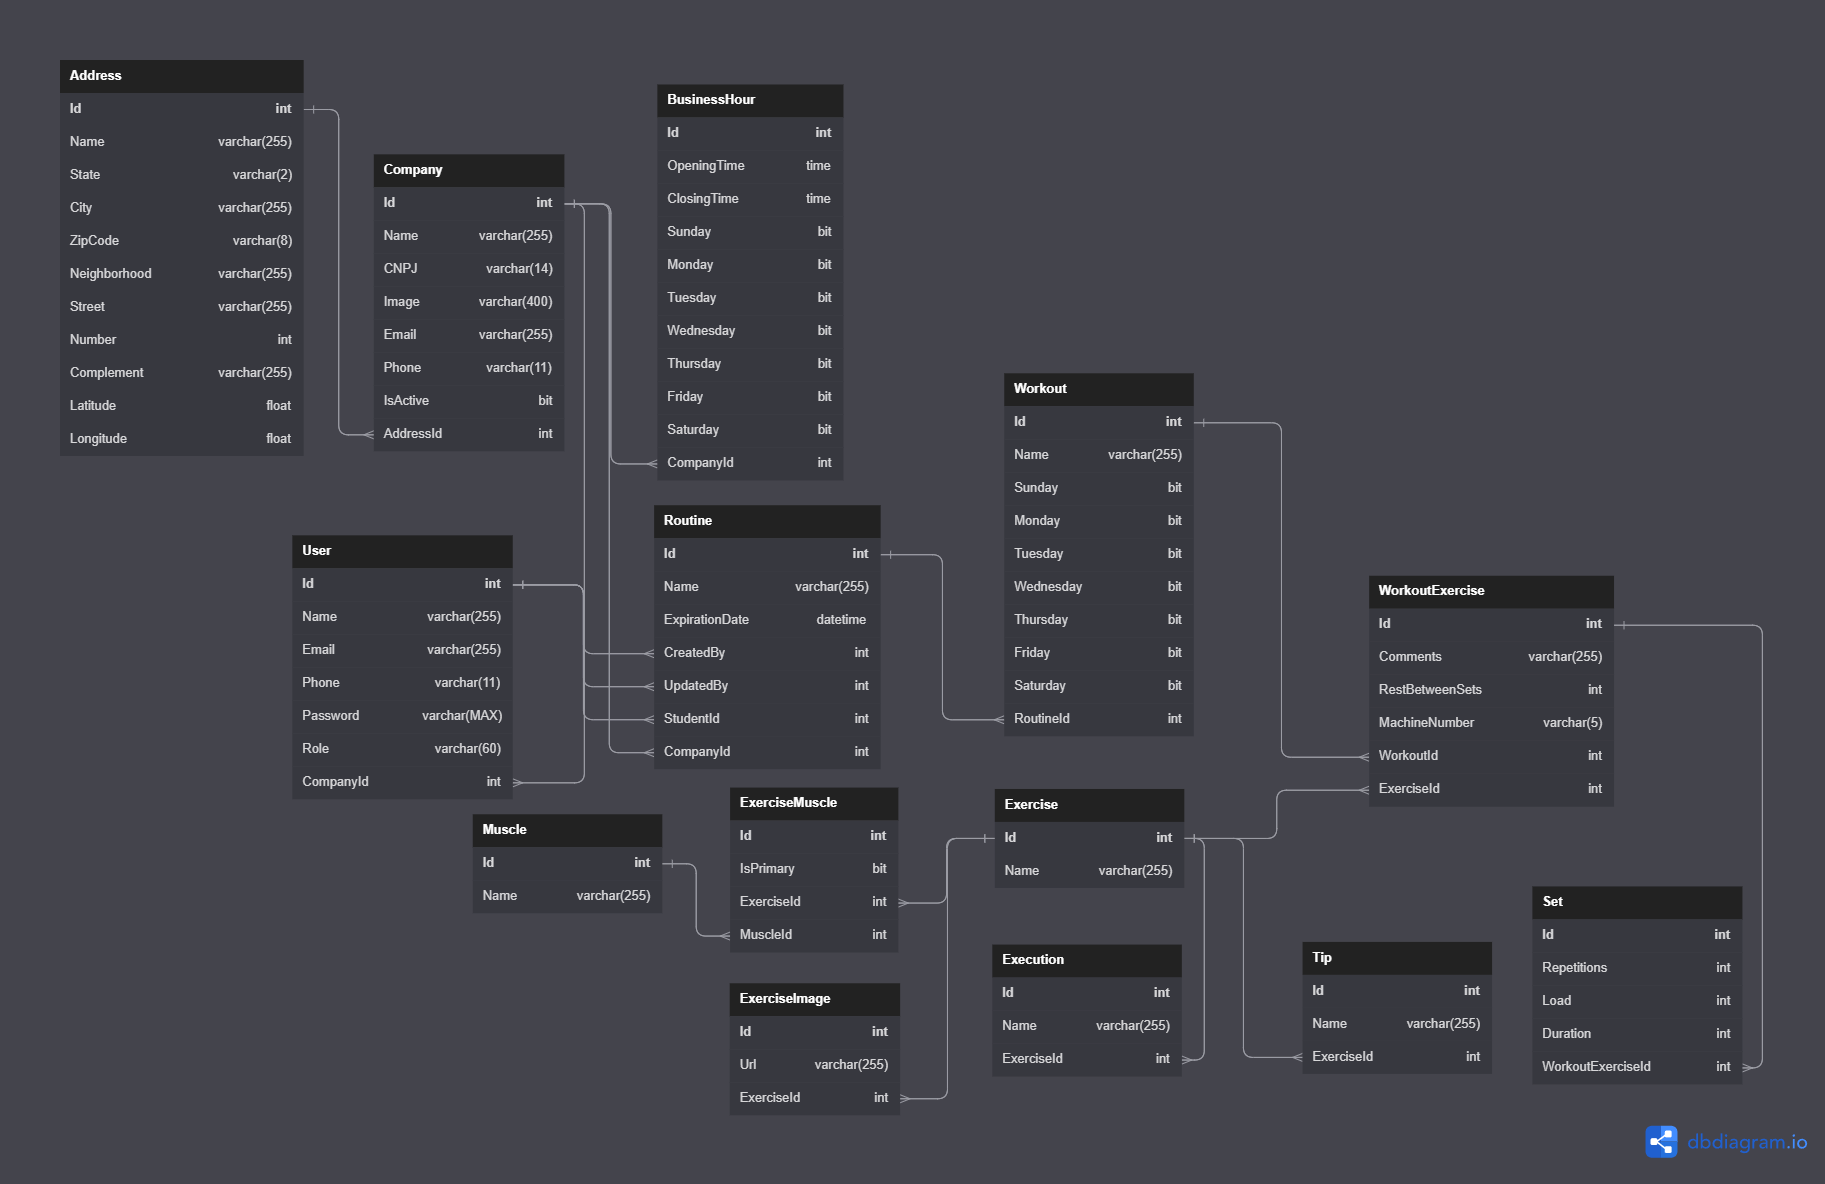 Address
Id int
Name varchar(255)
State varchar(2)
City varchar(255)
ZipCode varchar(8)
Neighborhood varchar(255)
Street varchar(255)
Number int
Complement varchar(255)
Latitude float
Longitude float
Company
Id int
Name varchar(255)
CNPJ varchar(14)
Image varchar(400)
Email varchar(255)
Phone varchar(11)
IsActive bit
AddressId int
BusinessHour
Id int
OpeningTime time
ClosingTime time
Sunday bit
Monday bit
Tuesday bit
Wednesday bit
Thursday bit
Friday bit
Saturday bit
CompanyId int
User
Id int
Name varchar(255)
Email varchar(255)
Phone varchar(11)
Password varchar(MAX)
Role varchar(60)
CompanyId int
Routine
Id int
Name varchar(255)
ExpirationDate datetime
CreatedBy int
UpdatedBy int
StudentId int
CompanyId int
Workout
Id int
Name varchar(255)
Sunday bit
Monday bit
Tuesday bit
Wednesday bit
Thursday bit
Friday bit
Saturday bit
RoutineId int
WorkoutExercise
Id int
Comments varchar(255)
RestBetweenSets int
MachineNumber varchar(5)
WorkoutId int
ExerciseId int
Muscle
Id int
Name varchar(255)
ExerciseMuscle
Id int
IsPrimary bit
ExerciseId int
MuscleId int
Exercise
Id int
Name varchar(255)
ExerciseImage
Id int
Url varchar(255)
ExerciseId int
Execution
Id int
Name varchar(255)
ExerciseId int
Tip
Id int
Name varchar(255)
ExerciseId int
Set
Id int
Repetitions int
Load int
Duration int
WorkoutExerciseId int
dbdiagram.io